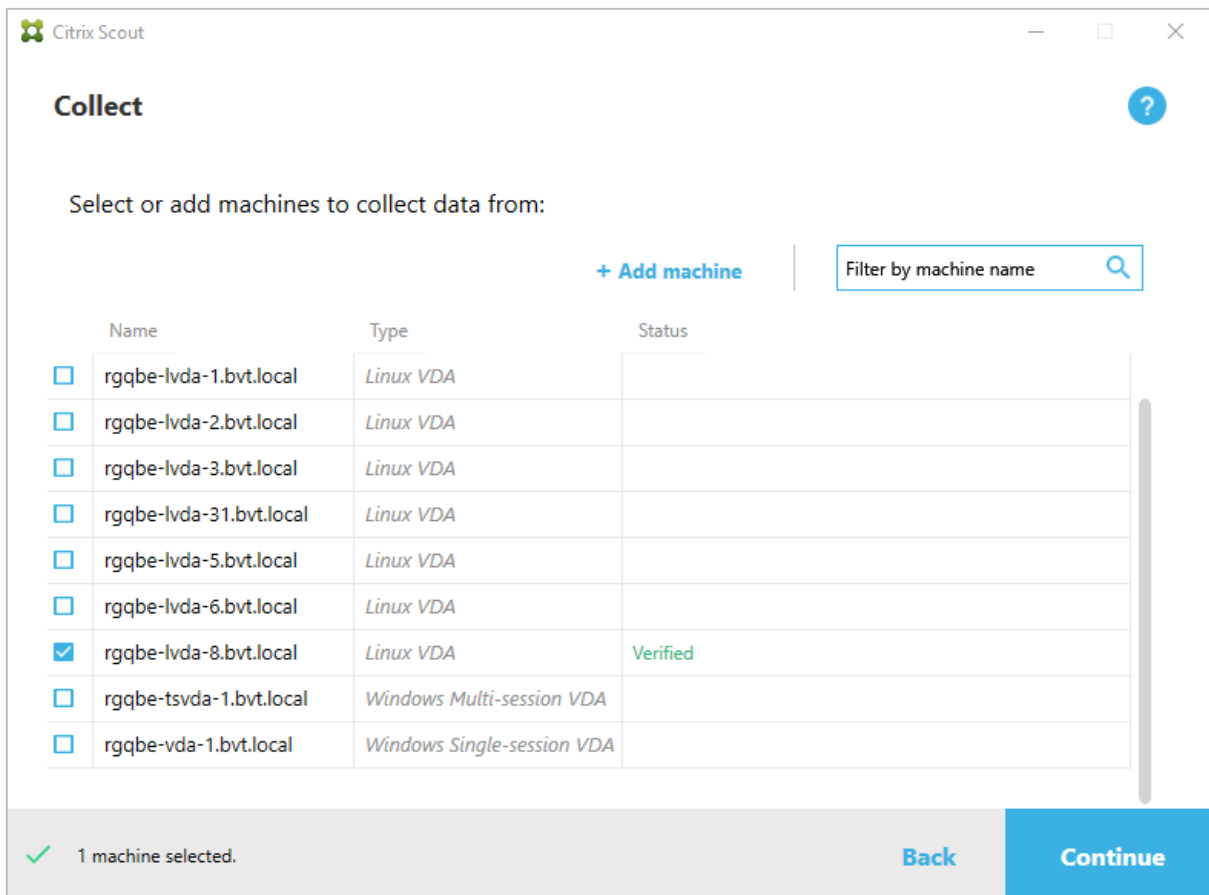 Citrix Scout
Collect
?
Select or add machines to collect data from:
+ Add machine
Filter by machine name
Name Type Status
rgqbe-lvda-1.bvt.local Linux VDA
rgqbe-lvda-2.bvt.local Linux VDA
rgqbe-lvda-3.bvt.local Linux VDA
rgqbe-lvda-31.bvt.local Linux VDA
rgqbe-lvda-5.bvt.local Linux VDA
rgqbe-lvda-6.bvt.local Linux VDA
rgqbe-lvda-8.bvt.local Linux VDA Verified
rgqbe-tsvda-1.bvt.local Windows Multi-session VDA
rgqbe-vda-1.bvt.local Windows Single-session VDA
1 machine selected.
Back
Continue